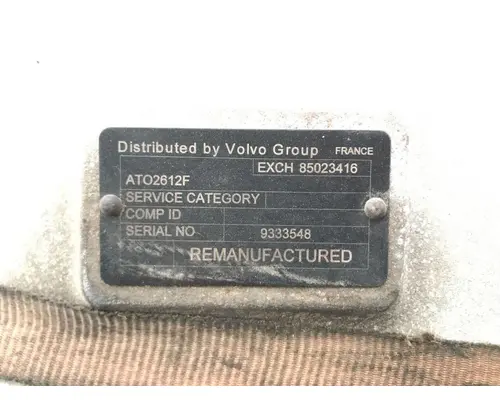 Distributed by Volvo Group FRANCE
EXCH 85023416
ATO2612F
SERVICE CATEGORY
COMP ID
SERIAL NO 9333548
REMANUFACTURED